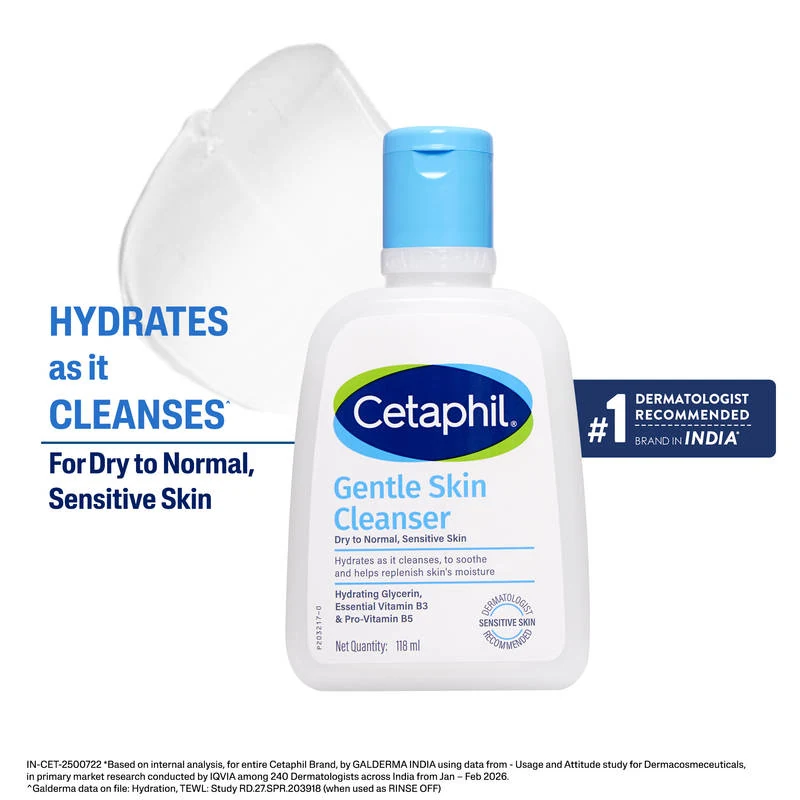 HYDRATES
as it
CLEANSES^
For Dry to Normal,
Sensitive Skin
Cetaphil®
Gentle Skin
Cleanser
Dry to Normal, Sensitive Skin
Hydrates as it cleanses, to soothe
and helps replenish skin's moisture
Hydrating Glycerin,
Essential Vitamin B3
& Pro-Vitamin B5
Net Quantity: 118 ml
P203217-0
DERMATOLOGIST
SENSITIVE SKIN
RECOMMENDED
#1 DERMATOLOGIST
RECOMMENDED
BRAND IN INDIA*
IN-CET-2500722 *Based on internal analysis, for entire Cetaphil Brand, by GALDERMA INDIA using data from - Usage and Attitude study for Dermacosmeceuticals,
in primary market research conducted by IQVIA among 240 Dermatologists across India from Jan – Feb 2026.
^Galderma data on file: Hydration, TEWL: Study RD.27.SPR.203918 (when used as RINSE OFF)